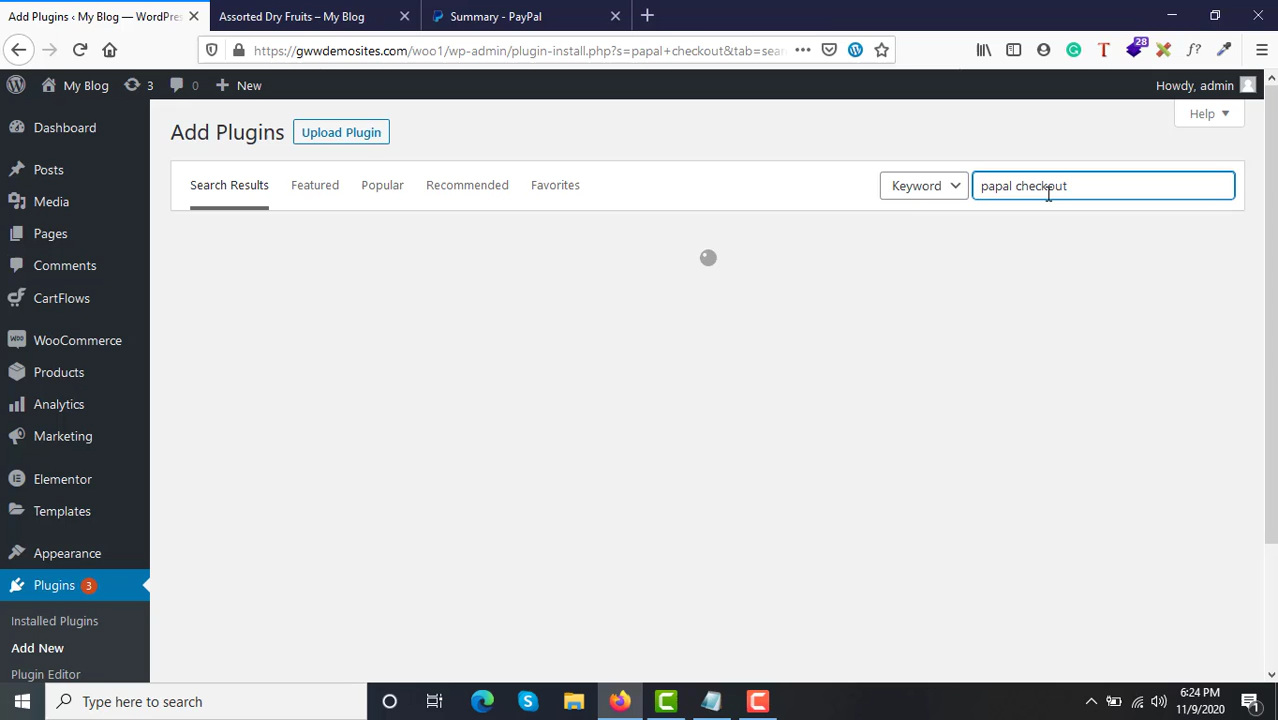 Add Plugins ‹ My Blog — WordPres
Assorted Dry Fruits – My Blog
Summary - PayPal
https://gwwdemosites.com/woo1/wp-admin/plugin-install.php?s=papal+checkout&tab=sear
28
My Blog
3
0
New
Howdy, admin
Dashboard
Posts
Media
Pages
Comments
CartFlows
WooCommerce
Products
Analytics
Marketing
Elementor
Templates
Appearance
Plugins 3
Installed Plugins
Add New
Plugin Editor
Help
Add Plugins
Upload Plugin
Search Results
Featured
Popular
Recommended
Favorites
Keyword
papal checkout
Type here to search
6:24 PM
11/9/2020
1